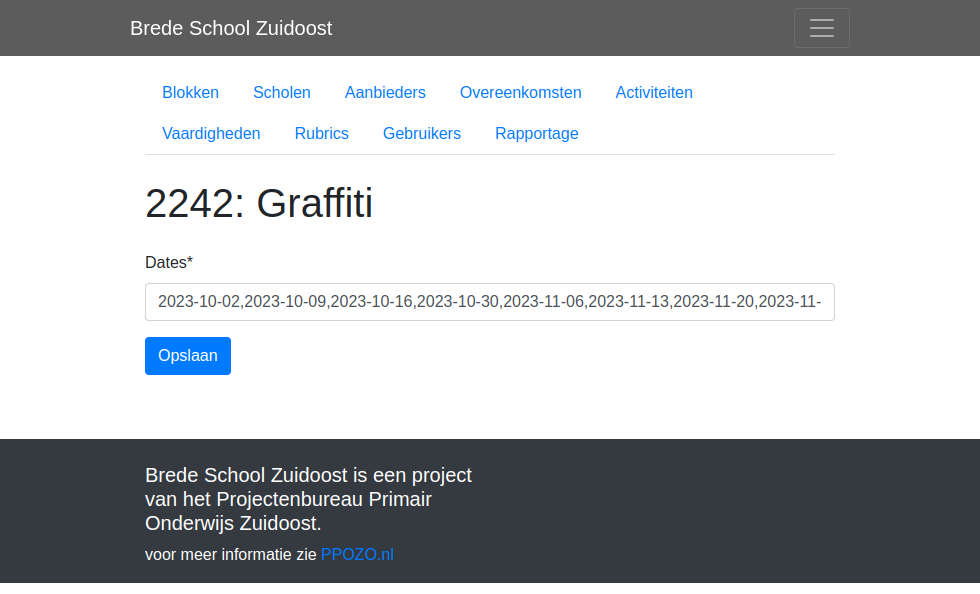 Brede School Zuidoost
Blokken Scholen Aanbieders Overeenkomsten Activiteiten
Vaardigheden Rubrics Gebruikers Rapportage
2242: Graffiti
Dates*
2023-10-02,2023-10-09,2023-10-16,2023-10-30,2023-11-06,2023-11-13,2023-11-20,2023-11-
Opslaan
Brede School Zuidoost is een project
van het Projectenbureau Primair
Onderwijs Zuidoost.
voor meer informatie zie PPOZO.nl